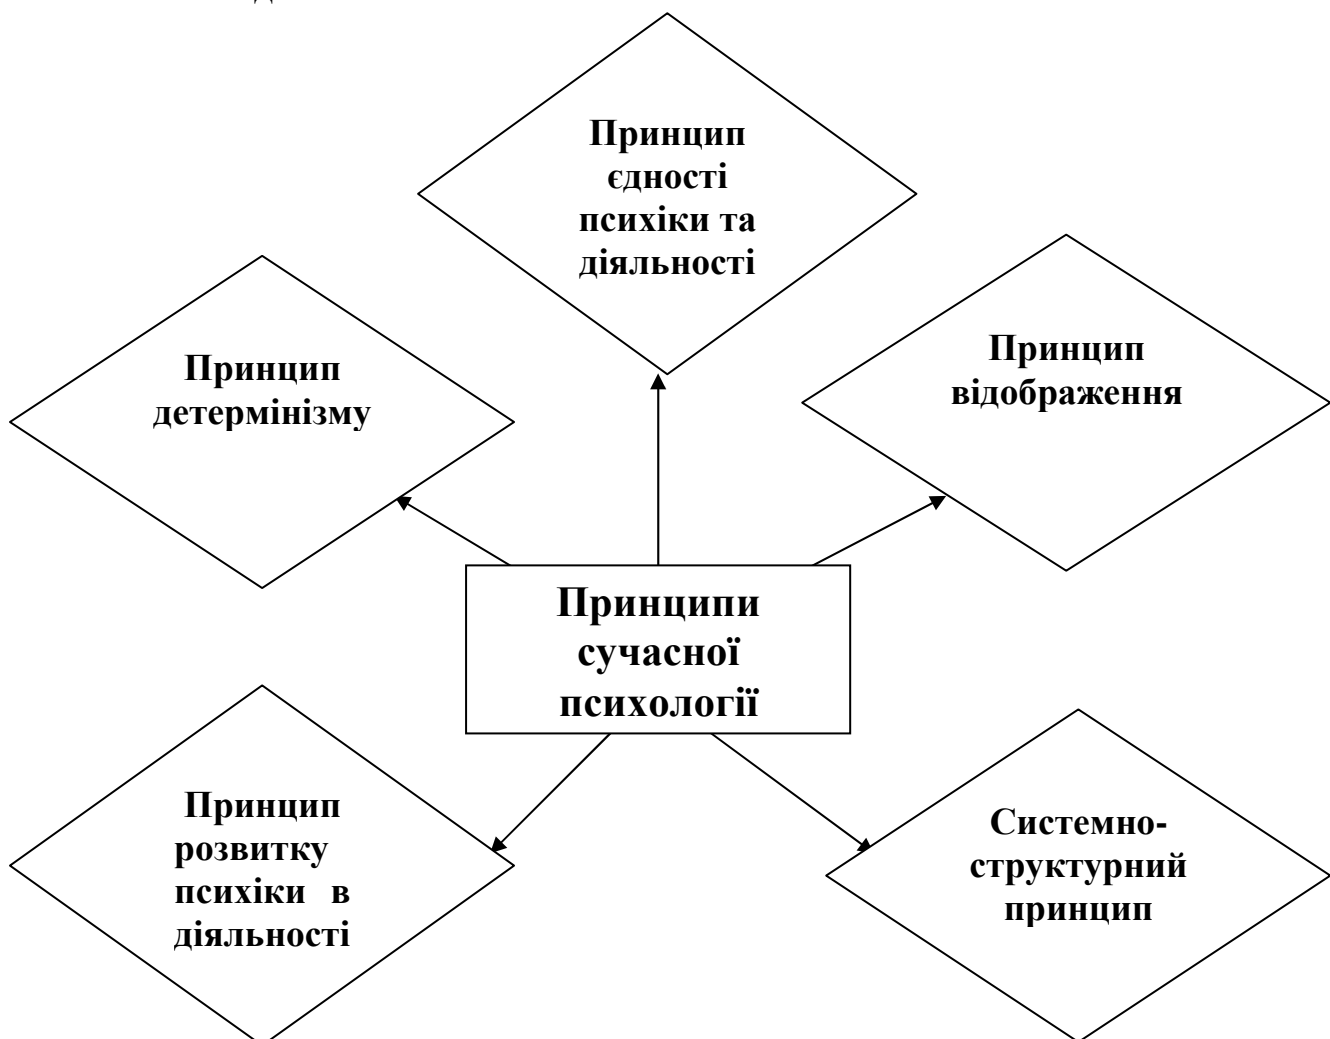 Принцип
єдності
психіки та
діяльності
Принцип
детермінізму
Принцип
відображення
Принципи
сучасної
психології
Принцип
розвитку
психіки в
діяльності
Системно-
структурний
принцип